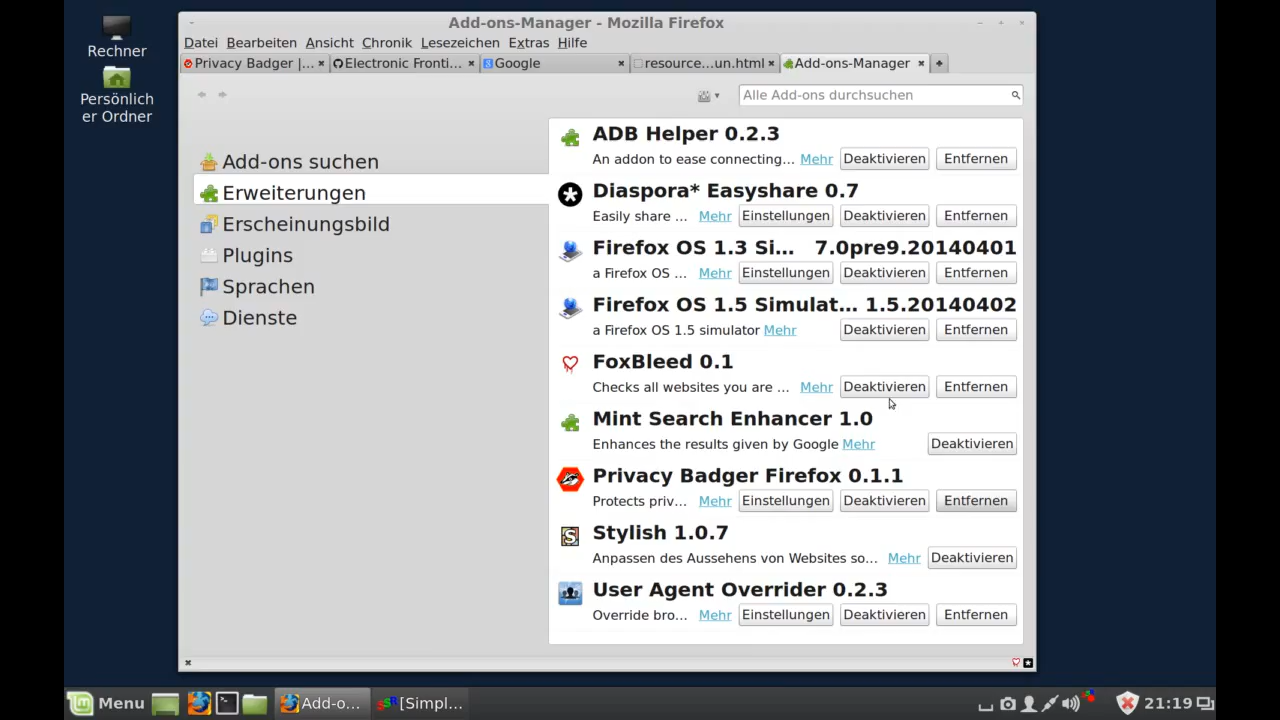 Rechner
Persönlich
er Ordner
Add-ons-Manager - Mozilla Firefox
Datei Bearbeiten Ansicht Chronik Lesezeichen Extras Hilfe
Privacy Badger |... Electronic Fronti... Google resource...un.html Add-ons-Manager
Alle Add-ons durchsuchen
Add-ons suchen
Erweiterungen
Erscheinungsbild
Plugins
Sprachen
Dienste
ADB Helper 0.2.3
An addon to ease connecting... Mehr Deaktivieren Entfernen
Diaspora* Easyshare 0.7
Easily share ... Mehr Einstellungen Deaktivieren Entfernen
Firefox OS 1.3 Si... 7.0pre9.20140401
a Firefox OS ... Mehr Einstellungen Deaktivieren Entfernen
Firefox OS 1.5 Simulat... 1.5.20140402
a Firefox OS 1.5 simulator Mehr Deaktivieren Entfernen
FoxBleed 0.1
Checks all websites you are ... Mehr Deaktivieren Entfernen
Mint Search Enhancer 1.0
Enhances the results given by Google Mehr Deaktivieren
Privacy Badger Firefox 0.1.1
Protects priv... Mehr Einstellungen Deaktivieren Entfernen
Stylish 1.0.7
Anpassen des Aussehens von Websites so... Mehr Deaktivieren
User Agent Overrider 0.2.3
Override bro... Mehr Einstellungen Deaktivieren Entfernen
Menu Add-o... [Simpl... 21:19